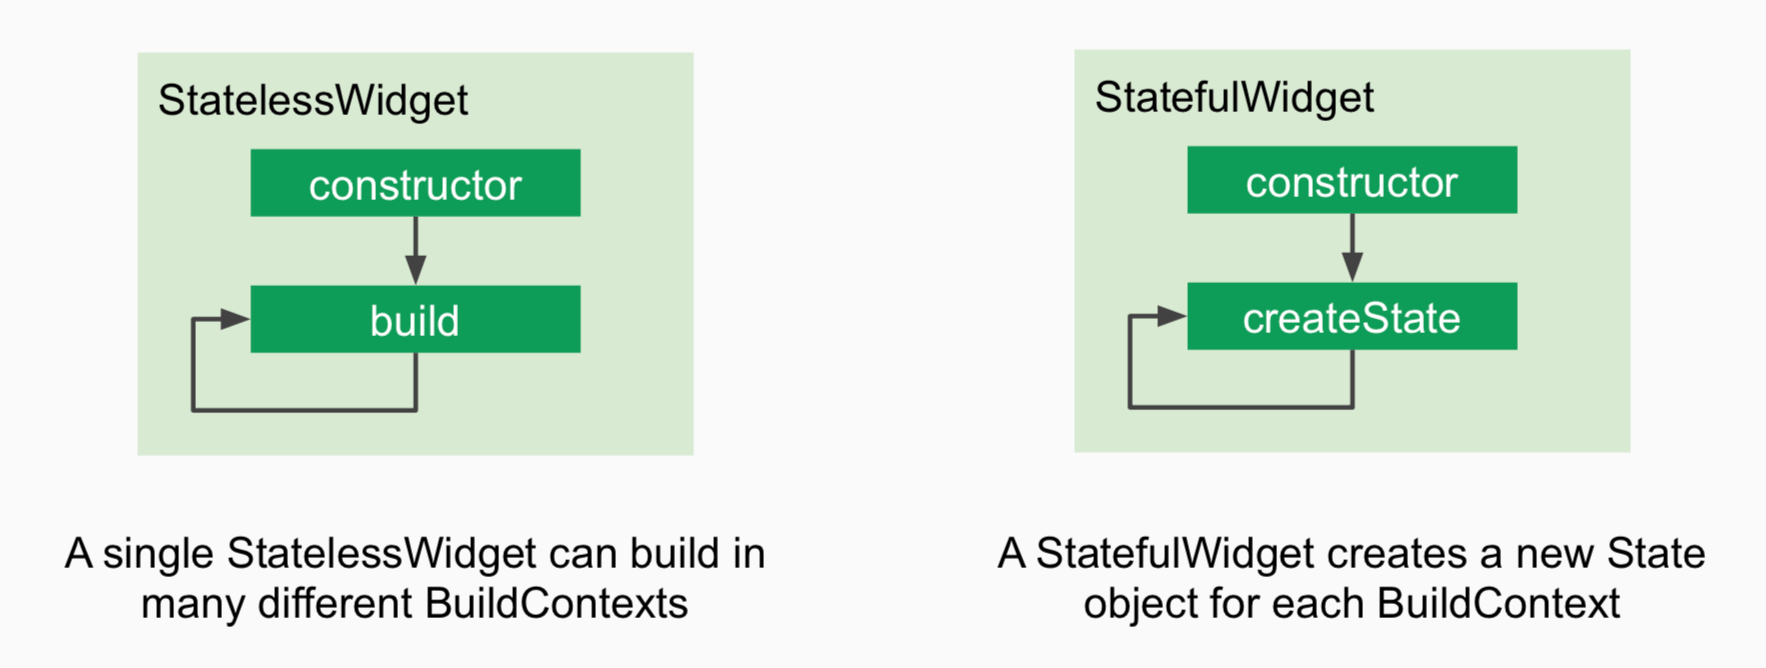 StatelessWidget
constructor
build
A single StatelessWidget can build in
many different BuildContexts
StatefulWidget
constructor
createState
A StatefulWidget creates a new State
object for each BuildContext